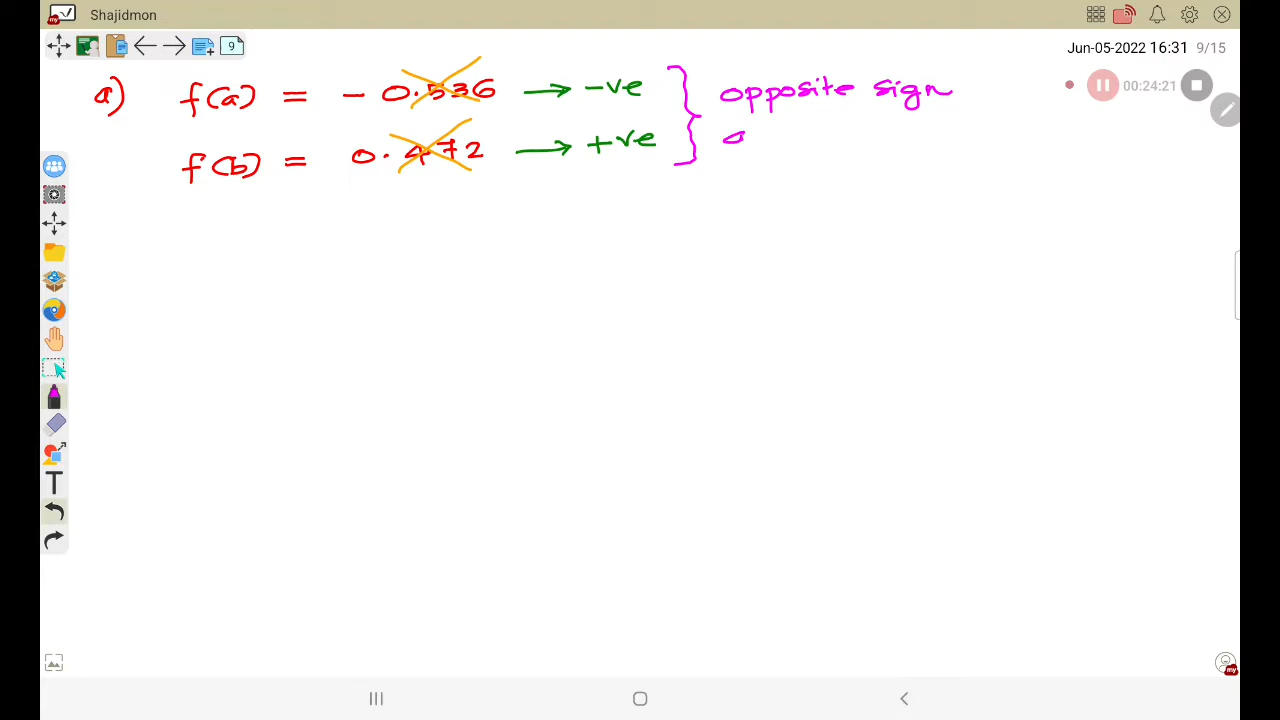 Shajidmon
9
Jun-05-2022 16:31 9/15
00:24:21
a) f(a) = - 0.536 → -ve } opposite sign
f(b) = 0.472 → +ve
T